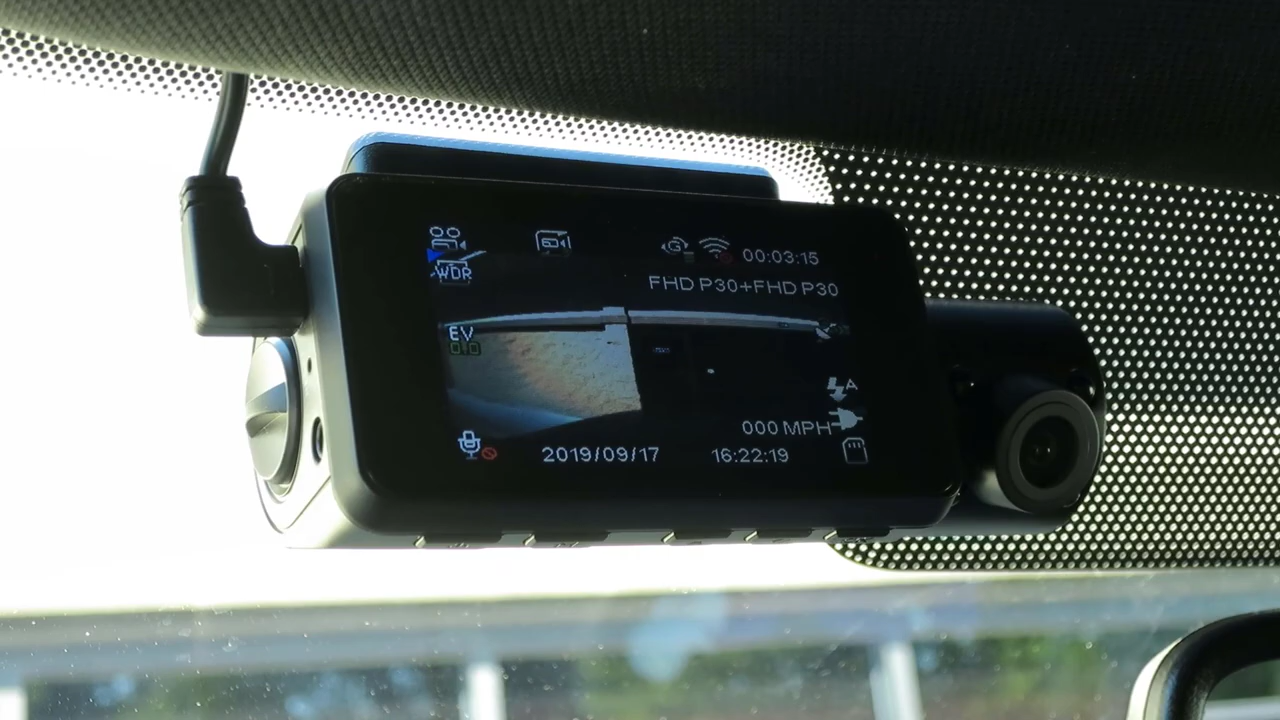 00:03:15
WDR
FHD P30+FHD P30
EV
0.0
A
000 MPH
2019/09/17 16:22:19